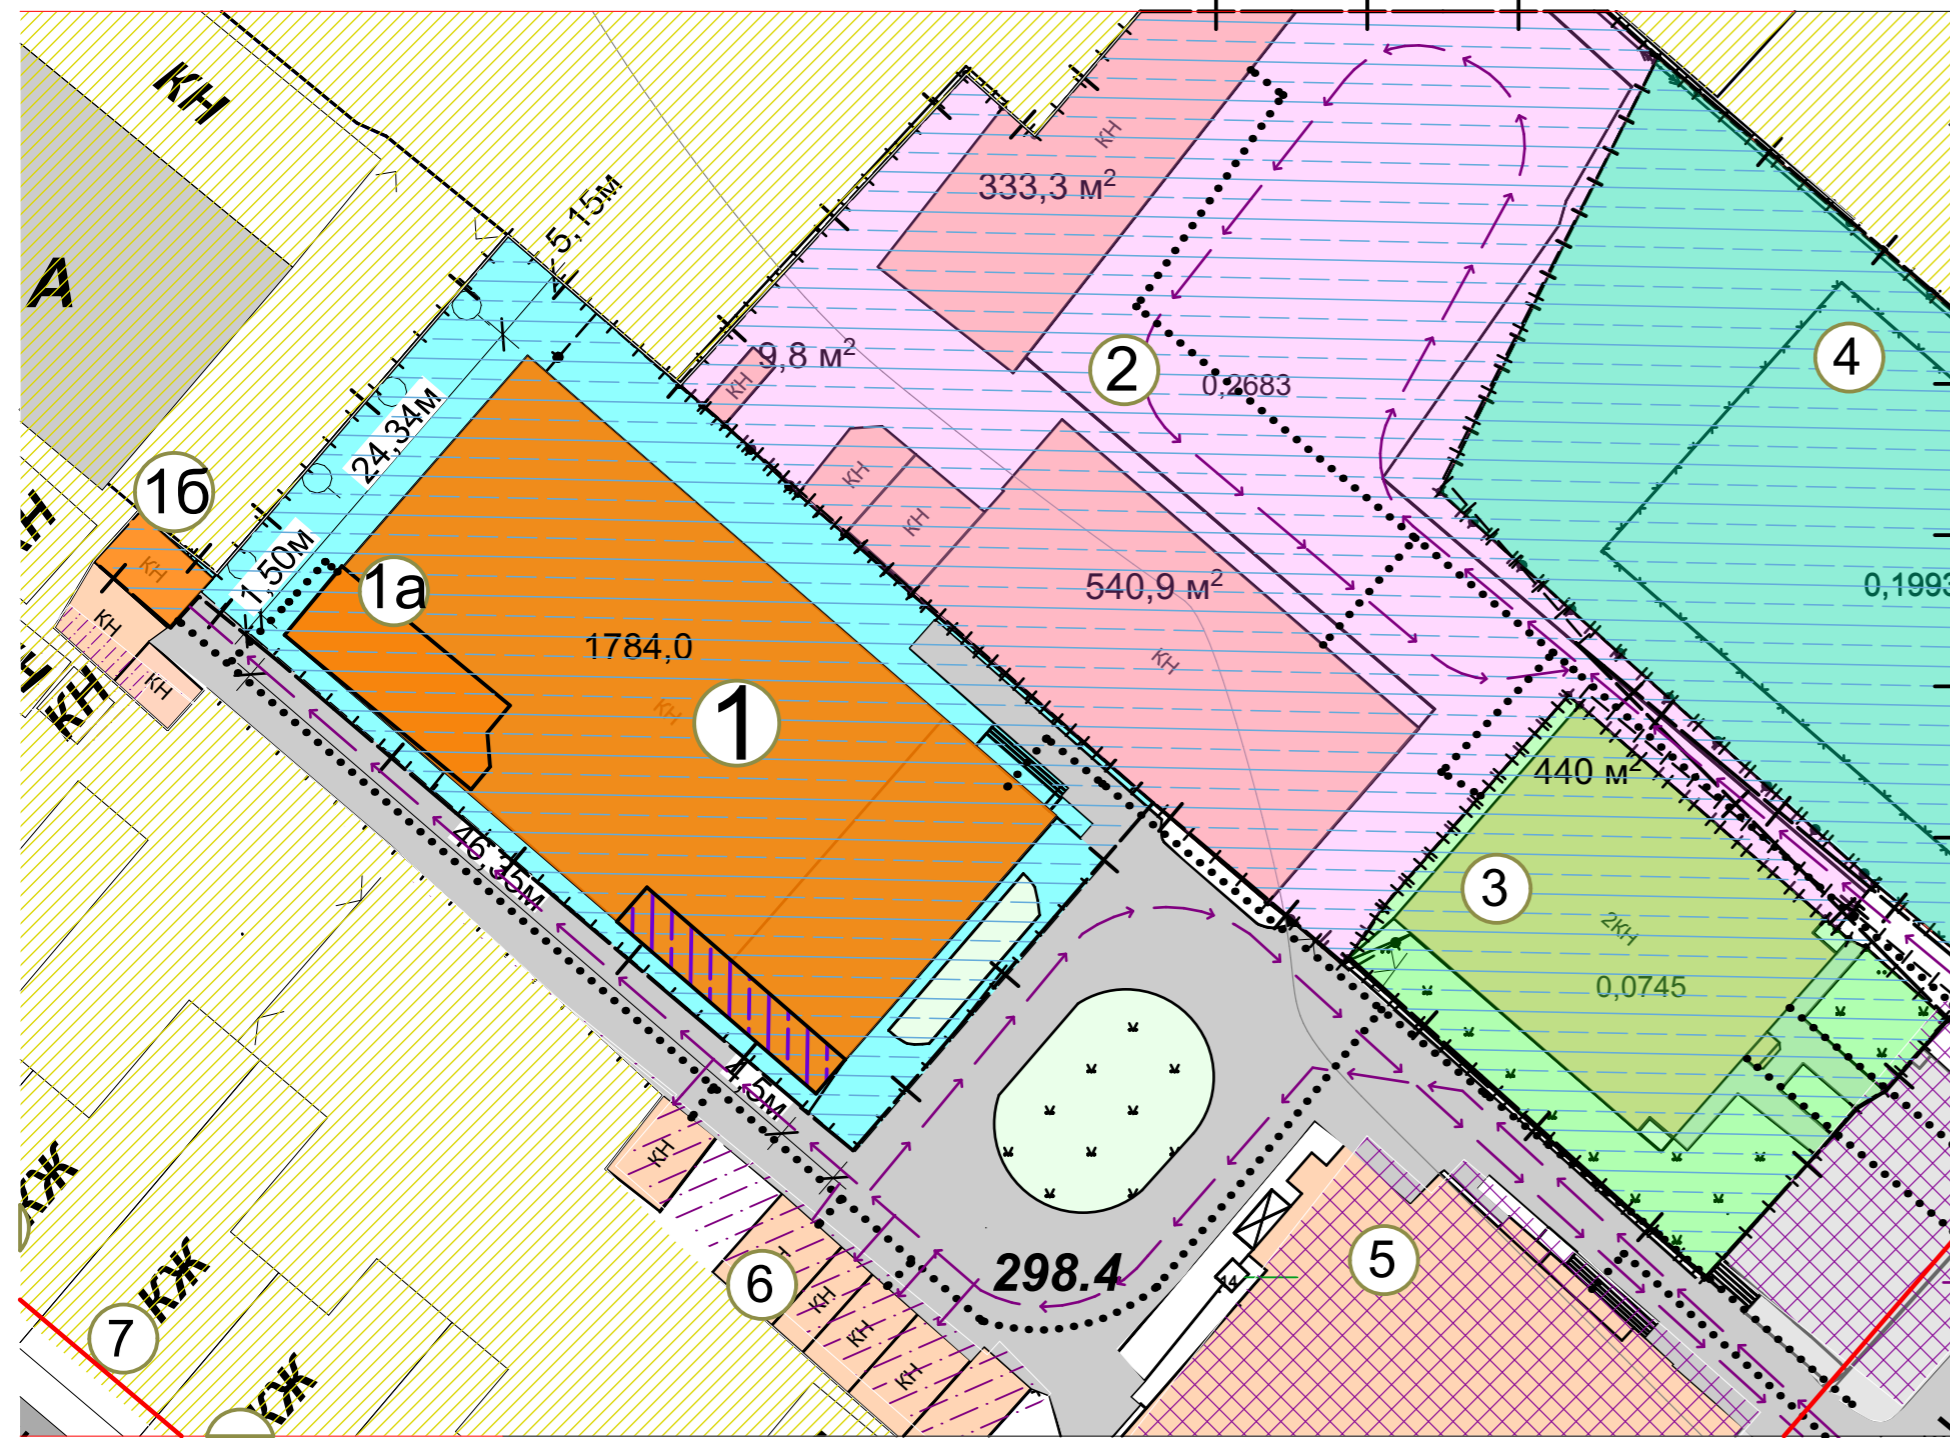 КН
5,15м
КН
333,3 м²
А
9,8 м²
2
0,2683
4
КН
24,34м
КН
1б
КН
1,50м
1а
540,9 м²
0,1993
КН
КН
1784,0
КН
КН
КН
КН
1
440 м²
46,35м
3
2КН
0,0745
4,5м
КН
КЖ
298.4
5
6
КН
КЖ
КН
7
КН
КЖ